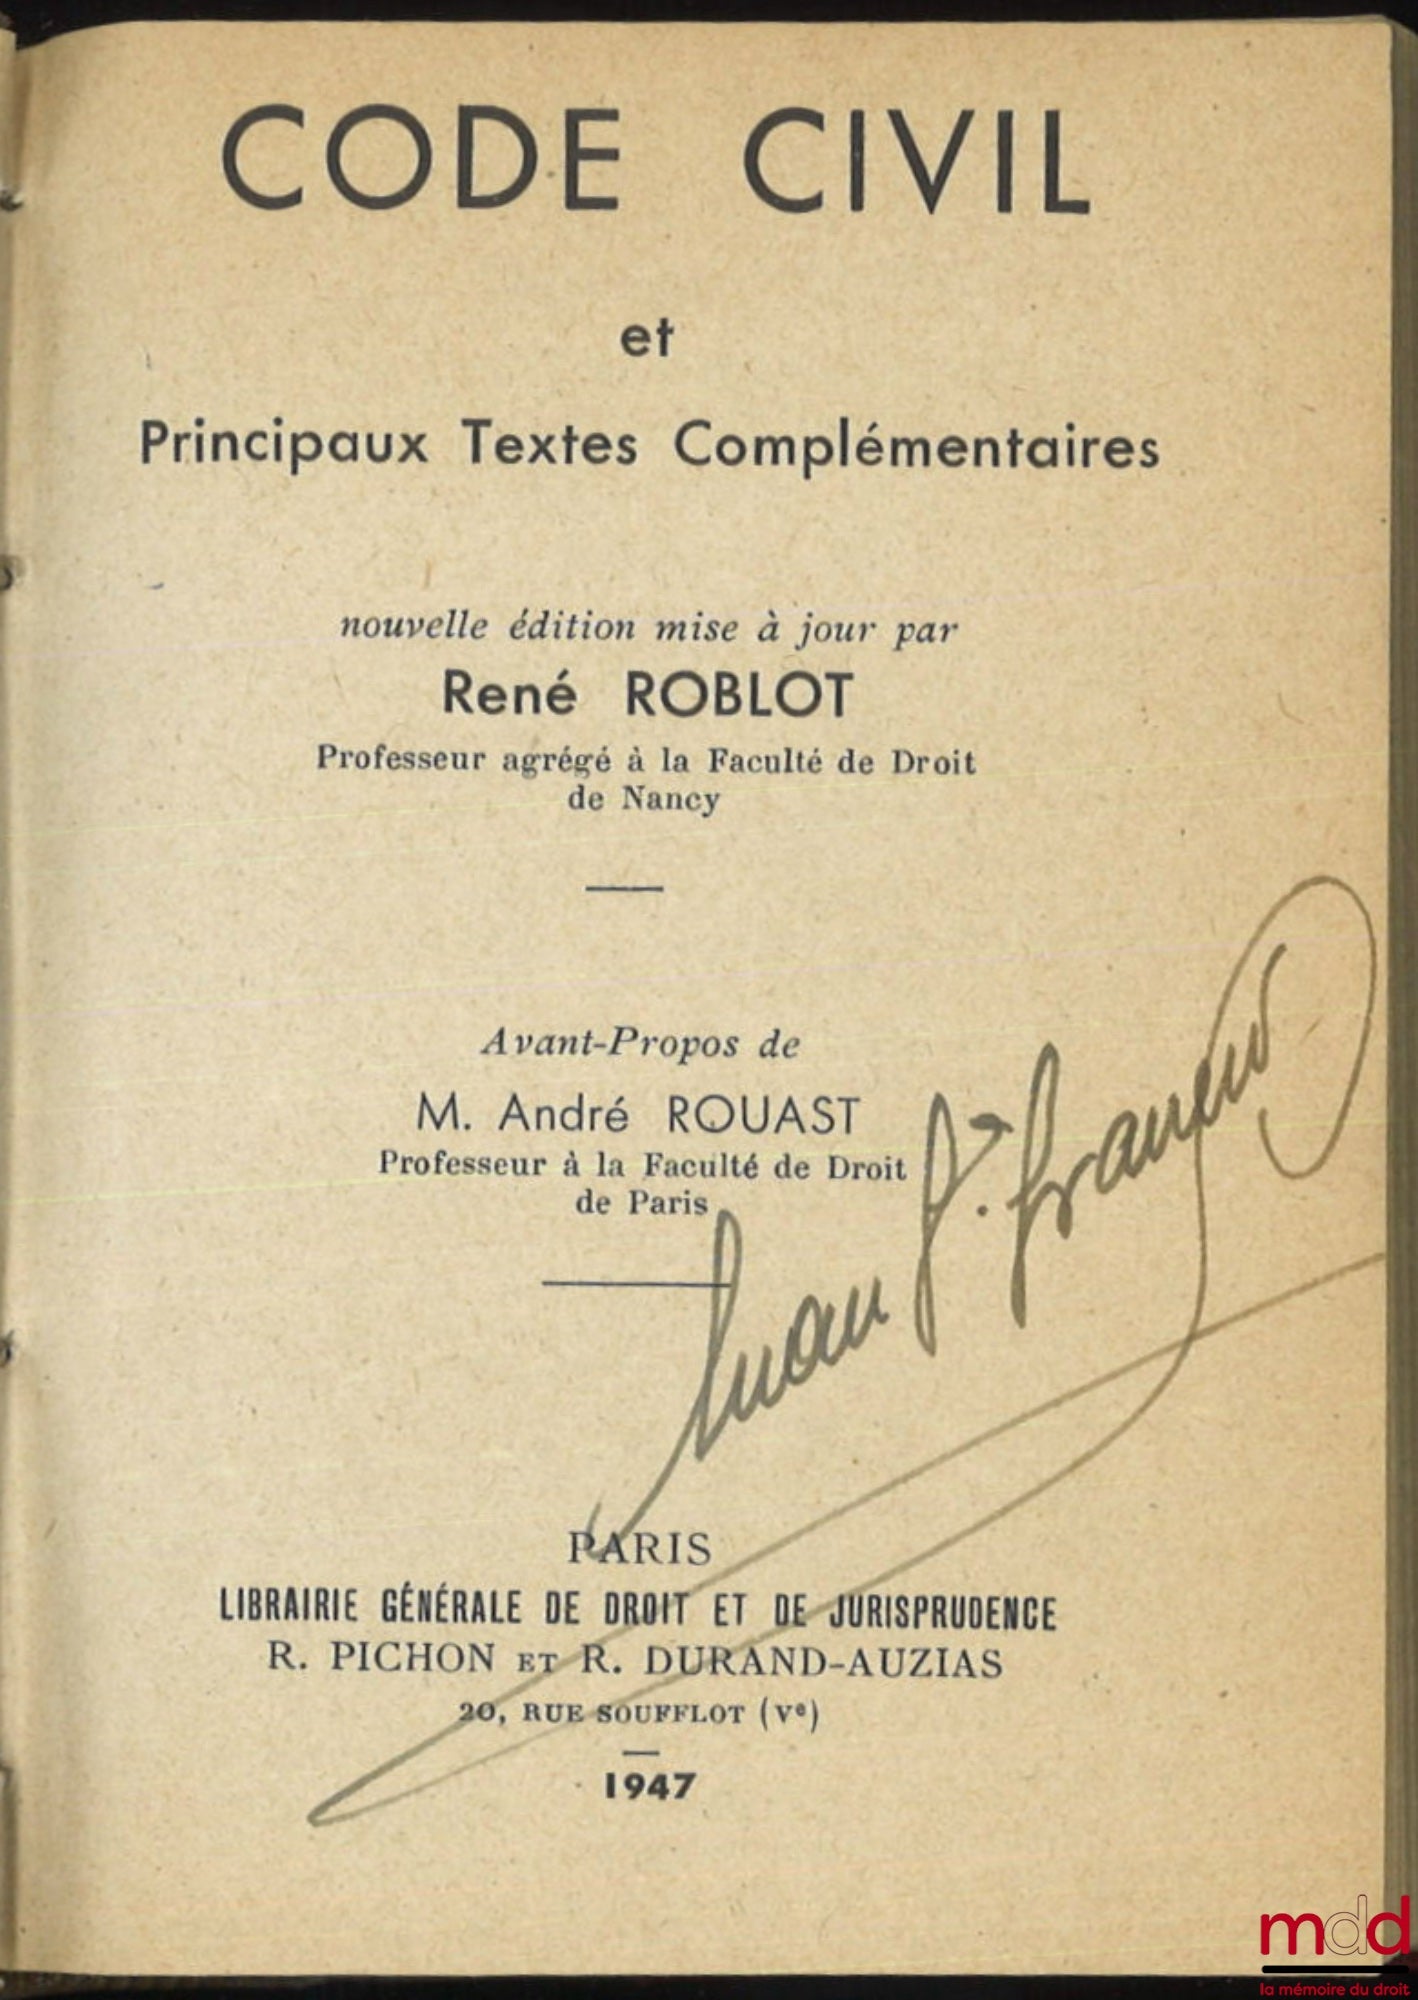 CODE CIVIL
et
Principaux Textes Complémentaires
nouvelle édition mise à jour par
René ROBLOT
Professeur agrégé à la Faculté de Droit
de Nancy
Avant-Propos de
M. André ROUAST
Professeur à la Faculté de Droit
de Paris
PARIS
LIBRAIRIE GÉNÉRALE DE DROIT ET DE JURISPRUDENCE
R. PICHON ET R. DURAND-AUZIAS
20, RUE SOUFFLOT (Ve)
1947
mdd
la mémoire du droit